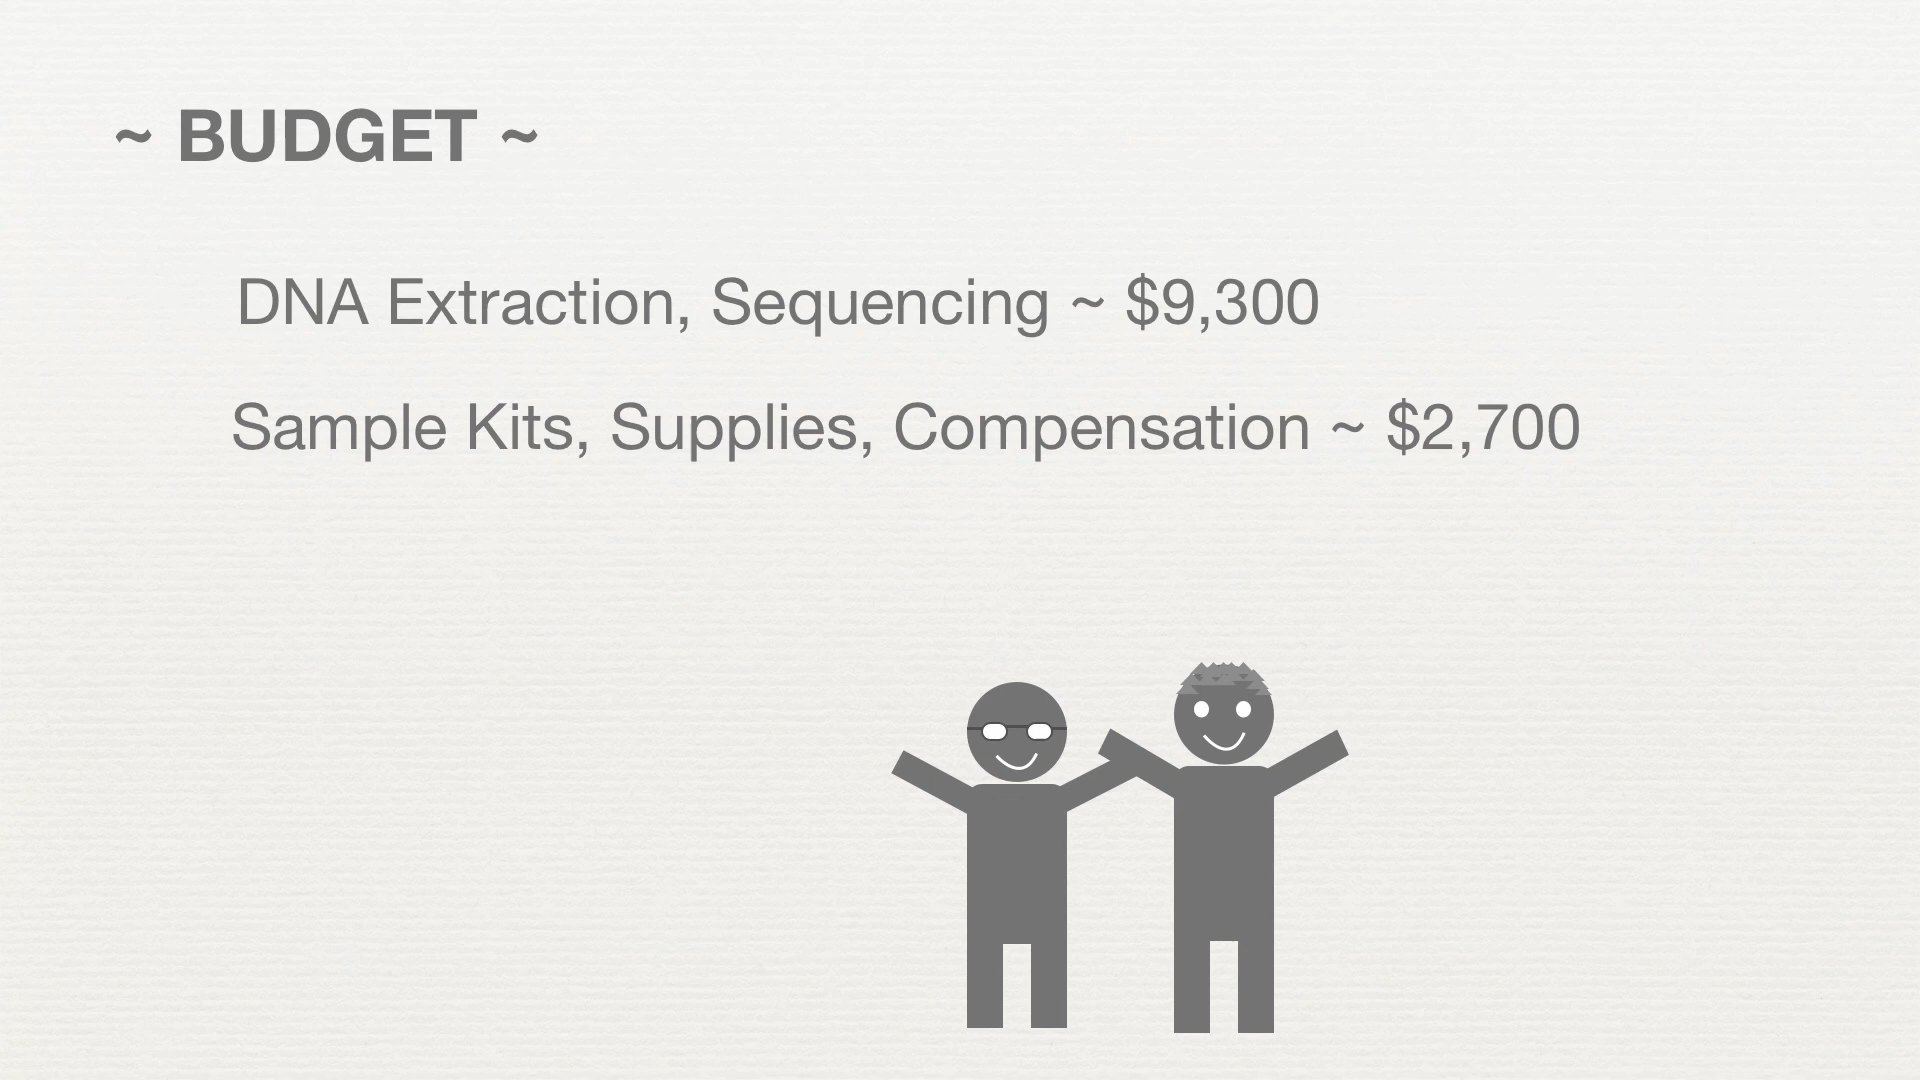 ~ BUDGET ~
DNA Extraction, Sequencing ~ $9,300
Sample Kits, Supplies, Compensation ~ $2,700